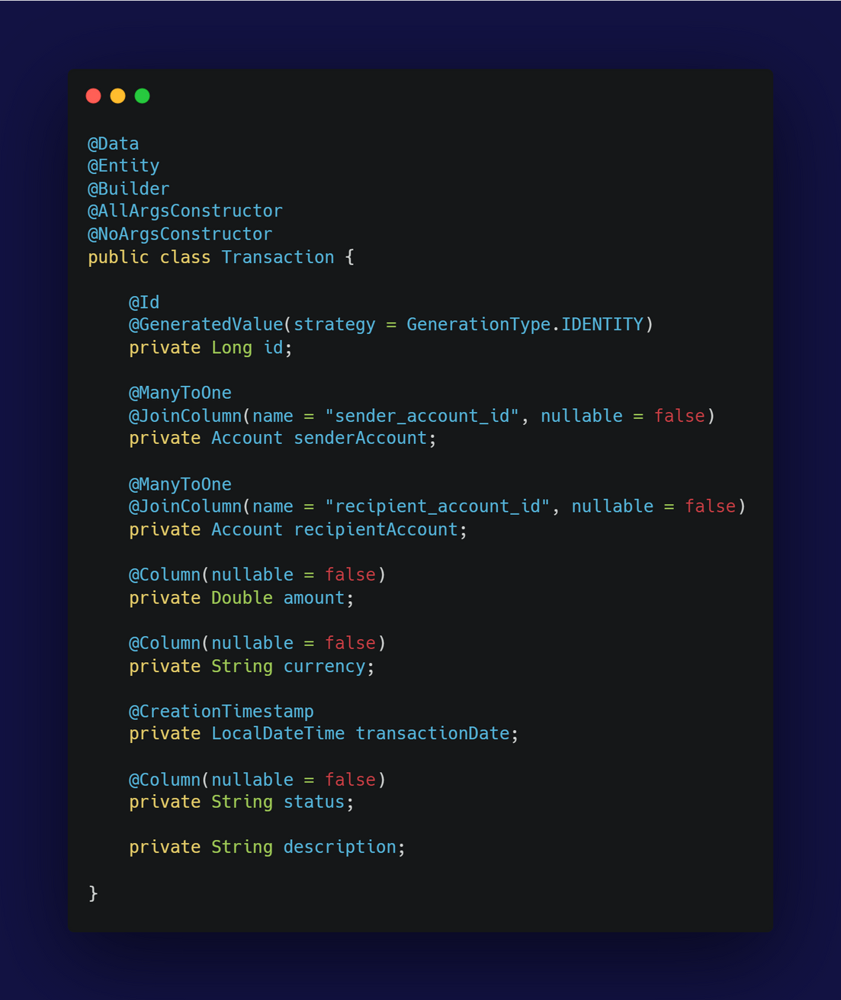 @Data
@Entity
@Builder
@AllArgsConstructor
@NoArgsConstructor
public class Transaction {
@Id
@GeneratedValue(strategy = GenerationType.IDENTITY)
private Long id;
@ManyToOne
@JoinColumn(name = "sender_account_id", nullable = false)
private Account senderAccount;
@ManyToOne
@JoinColumn(name = "recipient_account_id", nullable = false)
private Account recipientAccount;
@Column(nullable = false)
private Double amount;
@Column(nullable = false)
private String currency;
@CreationTimestamp
private LocalDateTime transactionDate;
@Column(nullable = false)
private String status;
private String description;
}